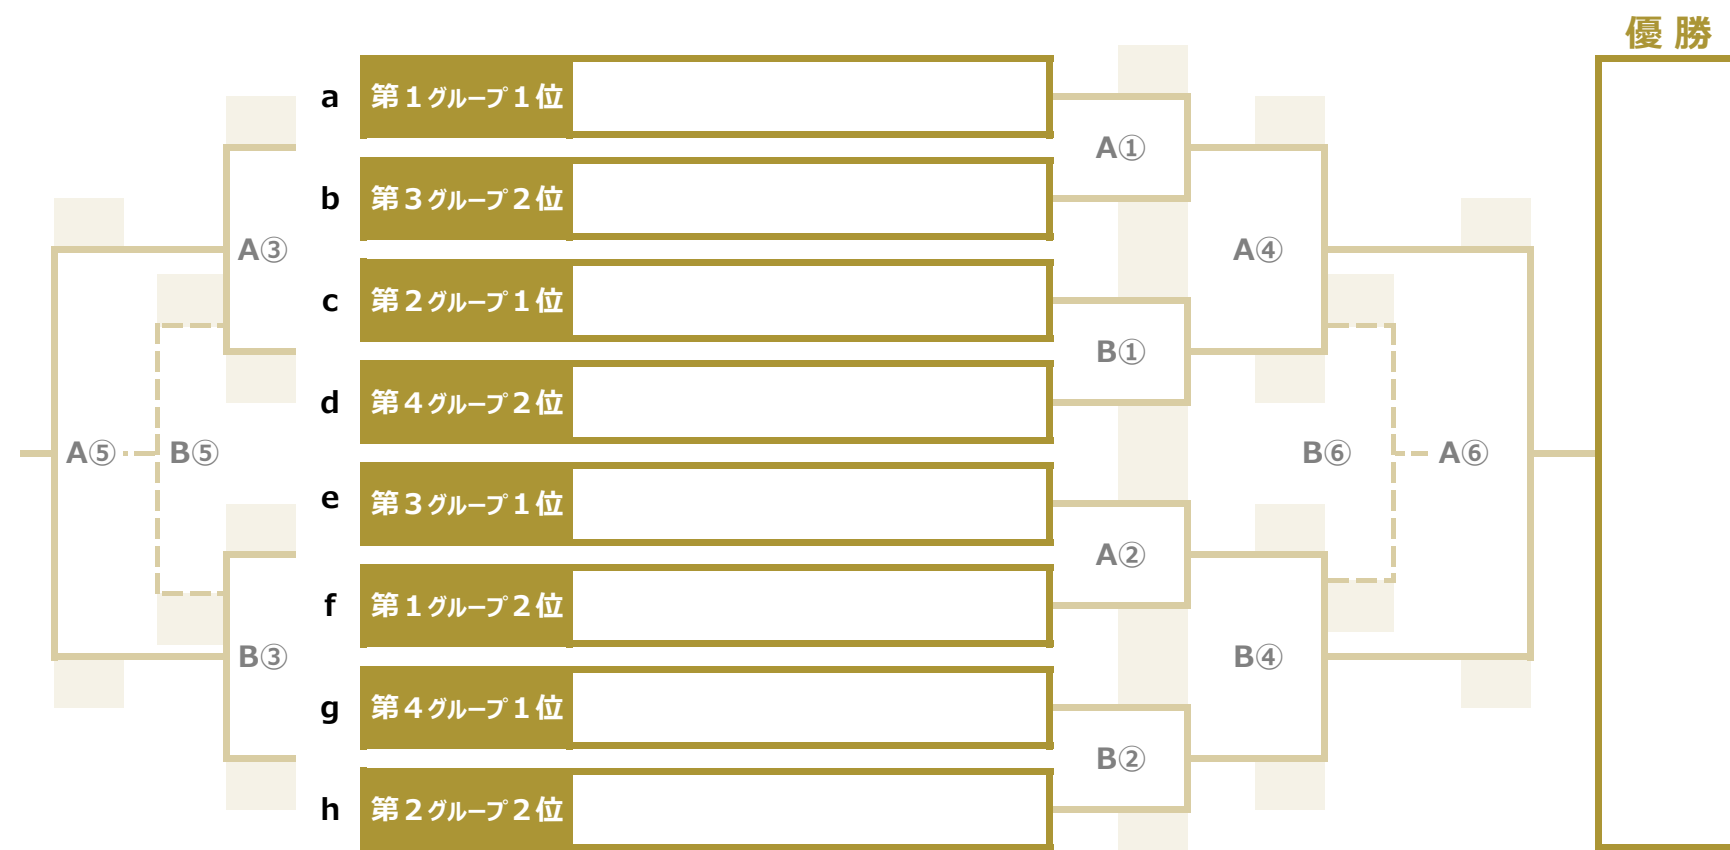 優 勝
a 第１グループ１位
A①
b 第３グループ２位
A③
A④
c 第２グループ１位
B①
d 第４グループ２位
A⑤
B⑤
B⑥
A⑥
e 第３グループ１位
A②
f 第１グループ２位
B③
B④
g 第４グループ１位
B②
h 第２グループ２位